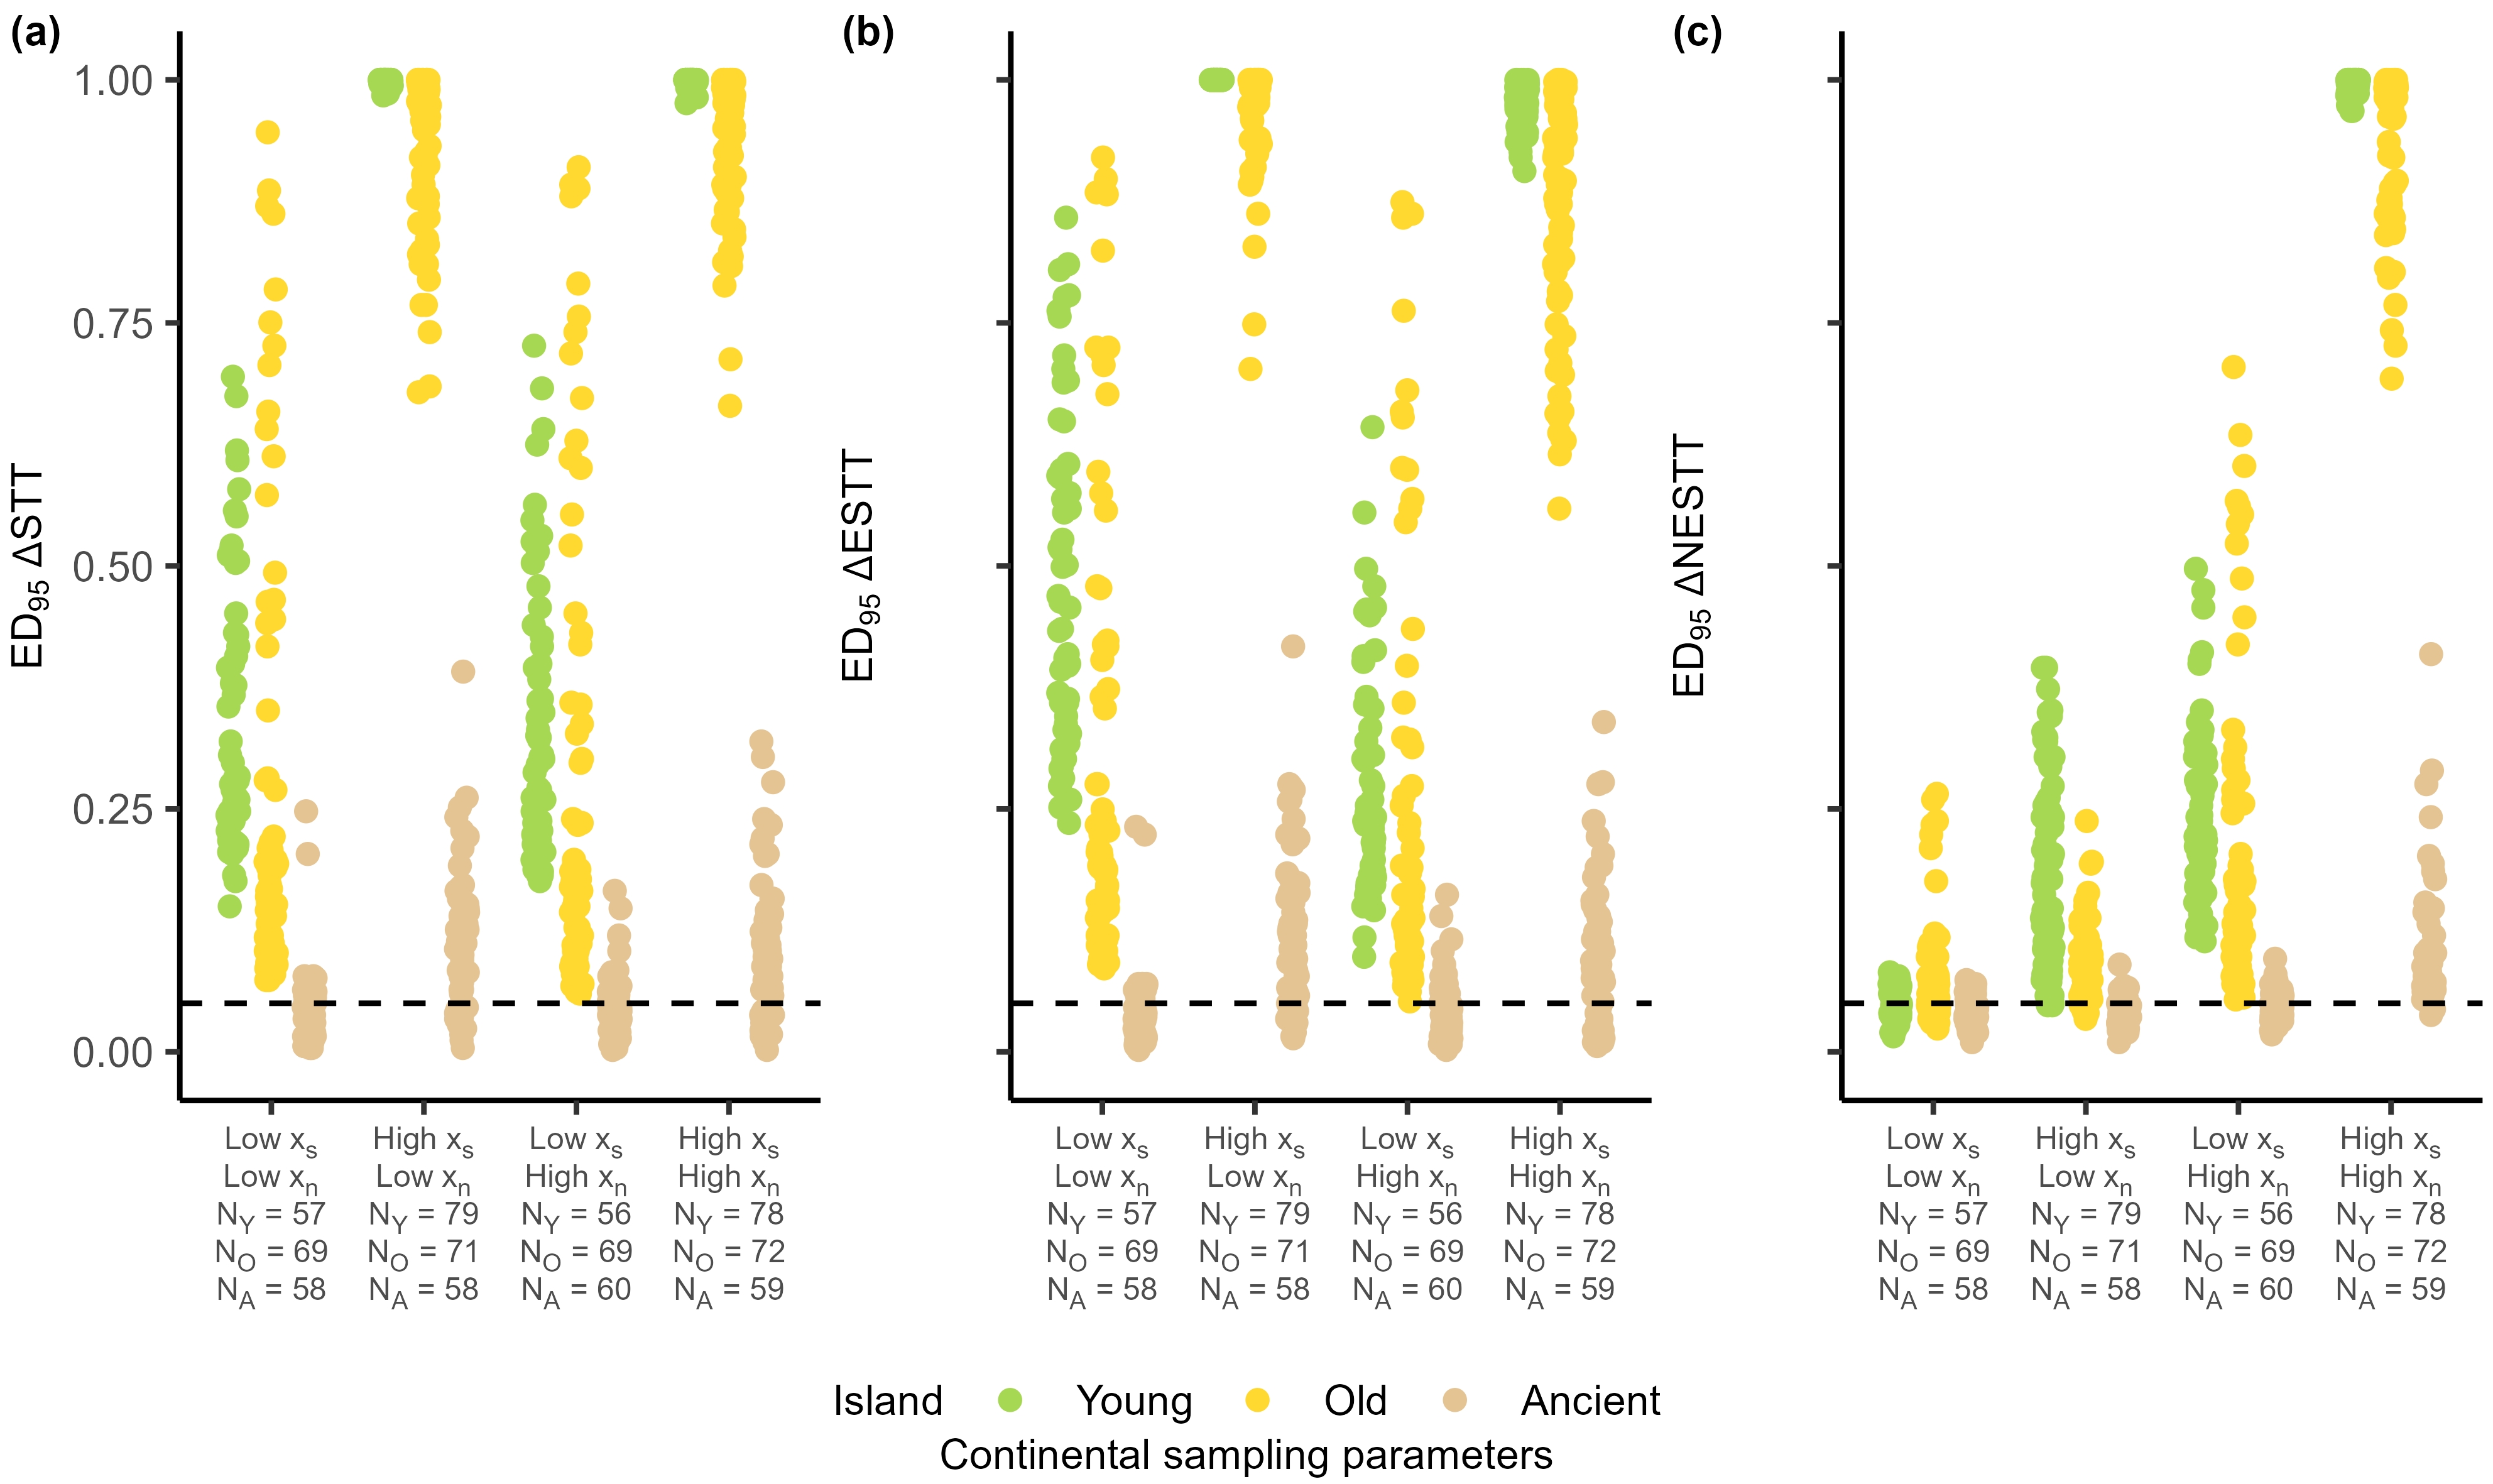 (a)
ED95 ΔSTT
1.00
0.75
0.50
0.25
0.00
Low xs High xs Low xs High xs
Low xn Low xn High xn High xn
NY = 57 NY = 79 NY = 56 NY = 78
NO = 69 NO = 71 NO = 69 NO = 72
NA = 58 NA = 58 NA = 60 NA = 59
(b)
ED95 ΔESTT
Low xs High xs Low xs High xs
Low xn Low xn High xn High xn
NY = 57 NY = 79 NY = 56 NY = 78
NO = 69 NO = 71 NO = 69 NO = 72
NA = 58 NA = 58 NA = 60 NA = 59
(c)
ED95 ΔNESTT
Low xs High xs Low xs High xs
Low xn Low xn High xn High xn
NY = 57 NY = 79 NY = 56 NY = 78
NO = 69 NO = 71 NO = 69 NO = 72
NA = 58 NA = 58 NA = 60 NA = 59
Island Young Old Ancient
Continental sampling parameters